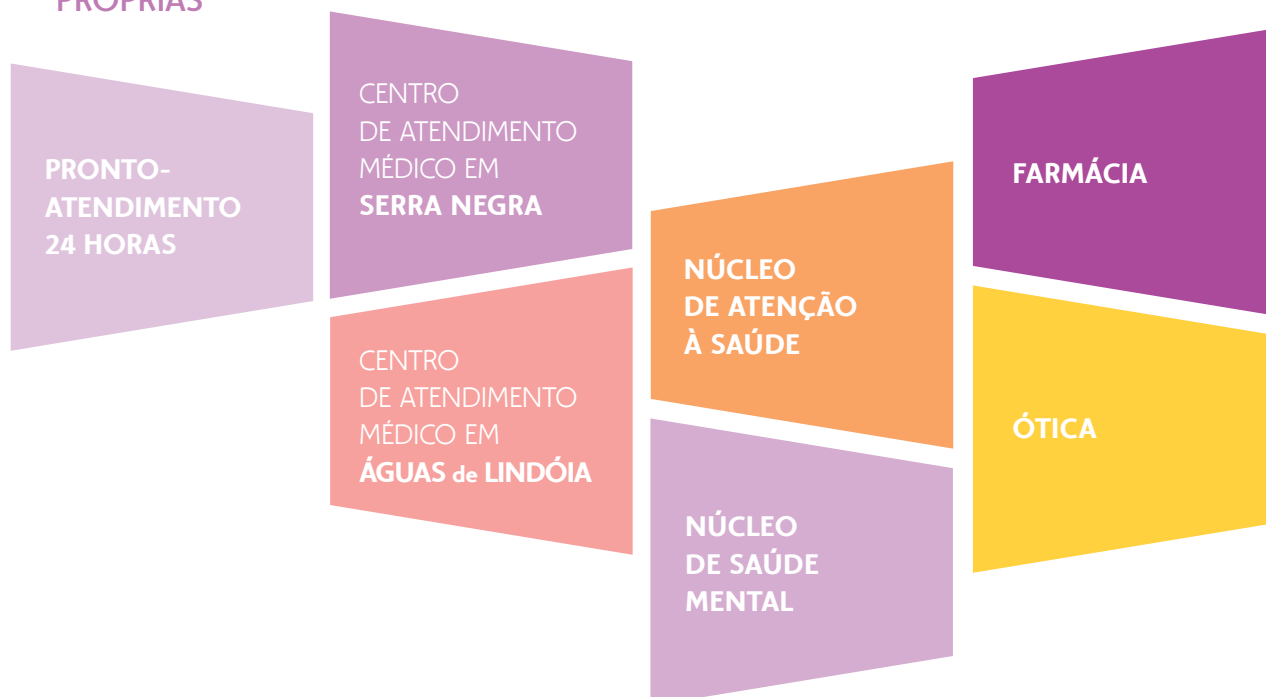 PRÓPRIAS
PRONTO-
ATENDIMENTO
24 HORAS
CENTRO
DE ATENDIMENTO
MÉDICO EM
SERRA NEGRA
CENTRO
DE ATENDIMENTO
MÉDICO EM
ÁGUAS de LINDÓIA
NÚCLEO
DE ATENÇÃO
À SAÚDE
NÚCLEO
DE SAÚDE
MENTAL
FARMÁCIA
ÓTICA